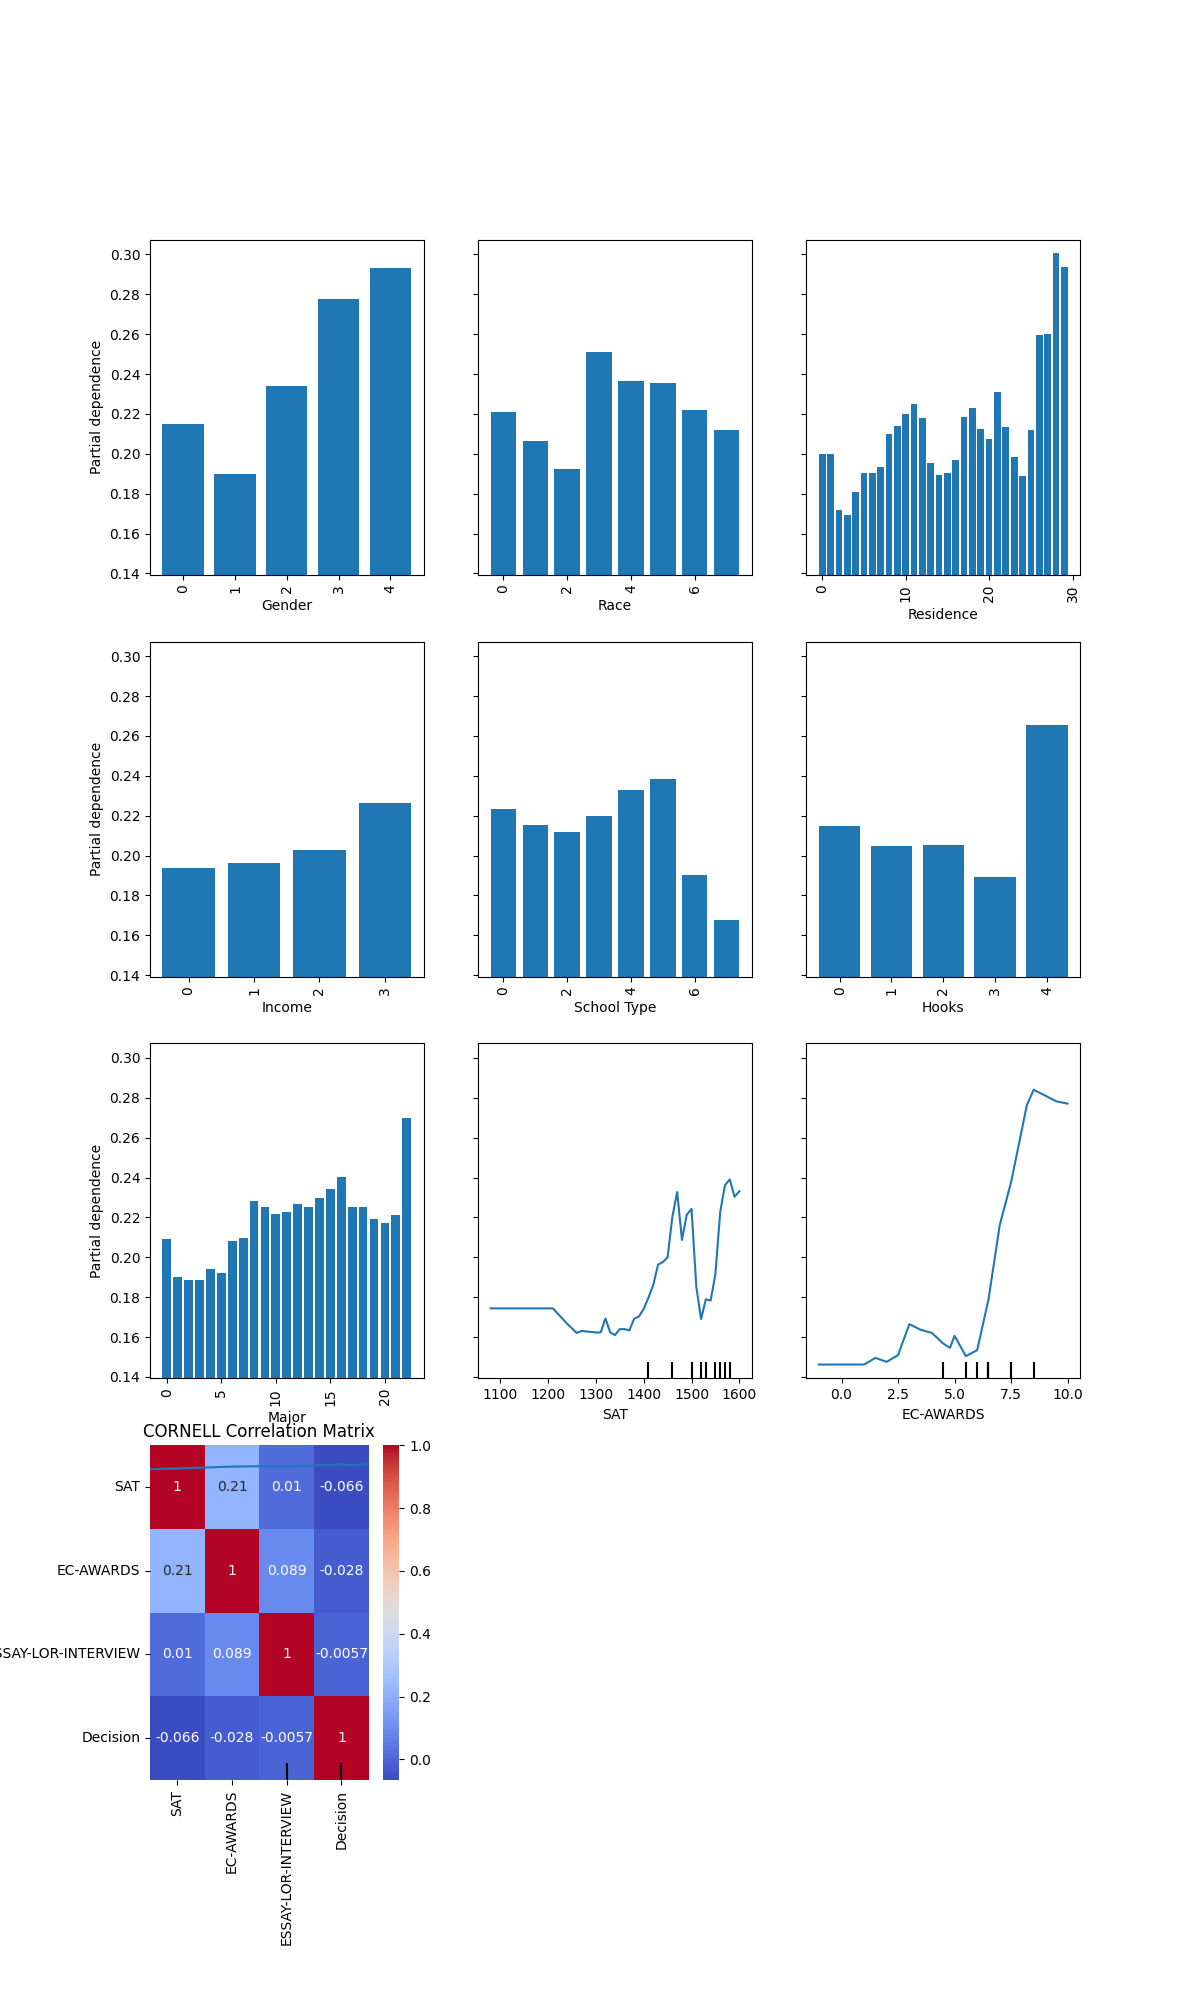 0.30
0.28
0.26
0.24
0.22
0.20
0.18
0.16
0.14
Partial dependence
0 1 2 3 4
Gender
0 2 4 6
Race
0 10 20 30
Residence
0.30
0.28
0.26
0.24
0.22
0.20
0.18
0.16
0.14
Partial dependence
0 1 2 3
Income
0 2 4 6
School Type
0 1 2 3 4
Hooks
0.30
0.28
0.26
0.24
0.22
0.20
0.18
0.16
0.14
Partial dependence
0 5 10 15 20
Major
1100 1200 1300 1400 1500 1600
SAT
0.0 2.5 5.0 7.5 10.0
EC-AWARDS
CORNELL Correlation Matrix
SAT 1 0.21 0.01 -0.066
EC-AWARDS 0.21 1 0.089 -0.028
SSAY-LOR-INTERVIEW 0.01 0.089 1 -0.0057
Decision -0.066 -0.028 -0.0057 1
SAT
EC-AWARDS
ESSAY-LOR-INTERVIEW
Decision
1.0
0.8
0.6
0.4
0.2
0.0